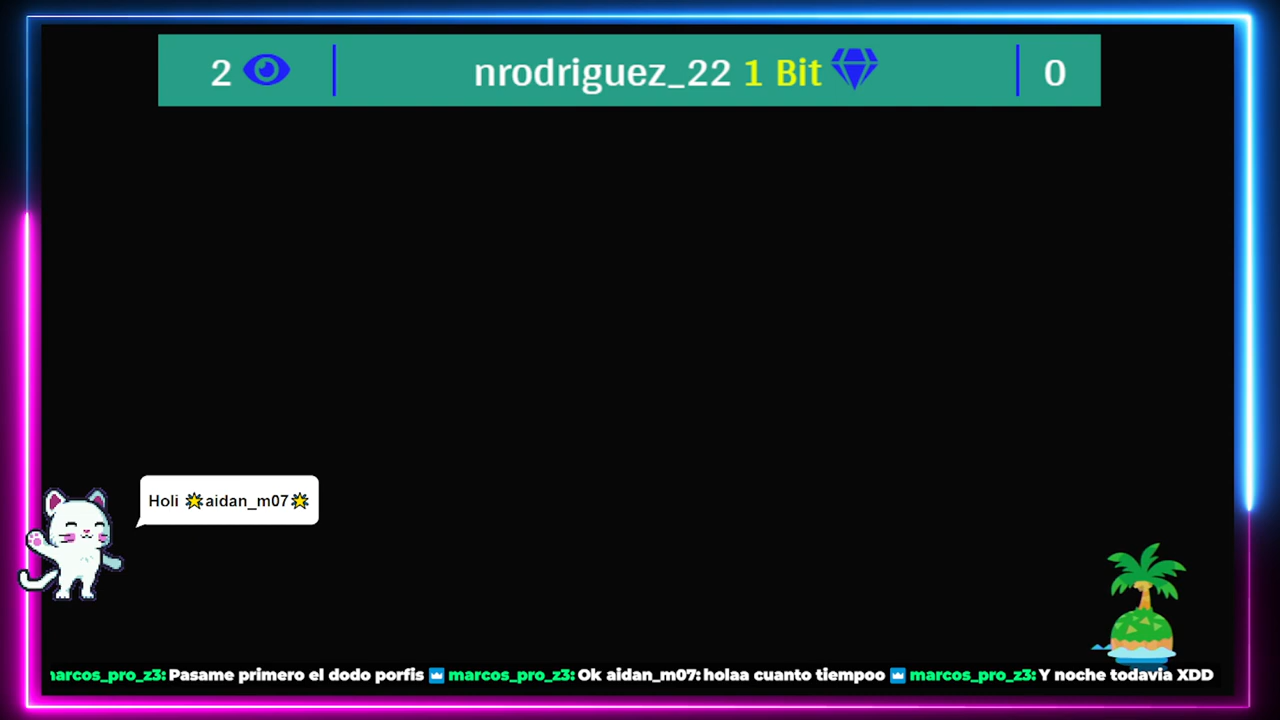 2 nrodriguez_22 1 Bit 0
Holi 🌟aidan_m07🌟
marcos_pro_z3: Pasame primero el dodo porfis marcos_pro_z3: Ok aidan_m07: holaa cuanto tiempoo marcos_pro_z3: Y noche todavia XDD